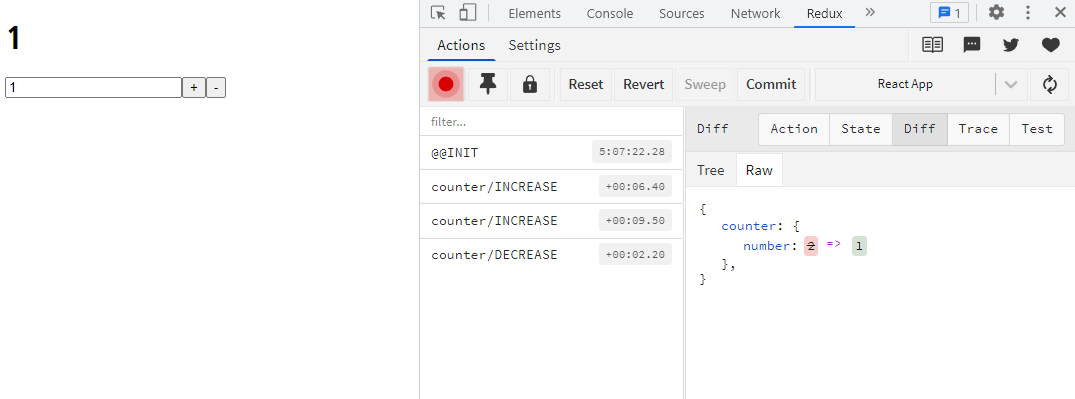 1
1 + -
Elements Console Sources Network Redux » 1
Actions Settings
Reset Revert Sweep Commit React App
filter...
@@INIT 5:07:22.28
counter/INCREASE +00:06.40
counter/INCREASE +00:09.50
counter/DECREASE +00:02.20
Diff Action State Diff Trace Test
Tree Raw
{
counter: {
number: 2 => 1
},
}